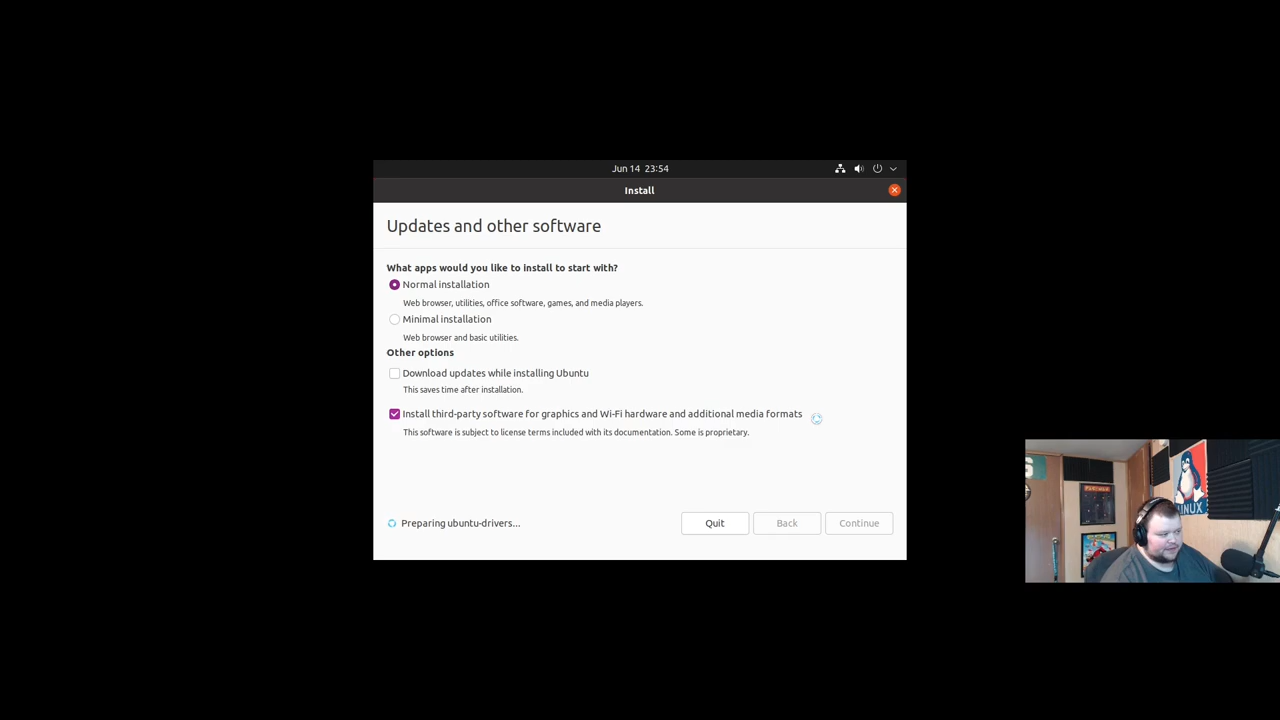 Jun 14 23:54
Install
Updates and other software
What apps would you like to install to start with?
Normal installation
Web browser, utilities, office software, games, and media players.
Minimal installation
Web browser and basic utilities.
Other options
Download updates while installing Ubuntu
This saves time after installation.
Install third-party software for graphics and Wi-Fi hardware and additional media formats
This software is subject to license terms included with its documentation. Some is proprietary.
Preparing ubuntu-drivers...
Quit
Back
Continue